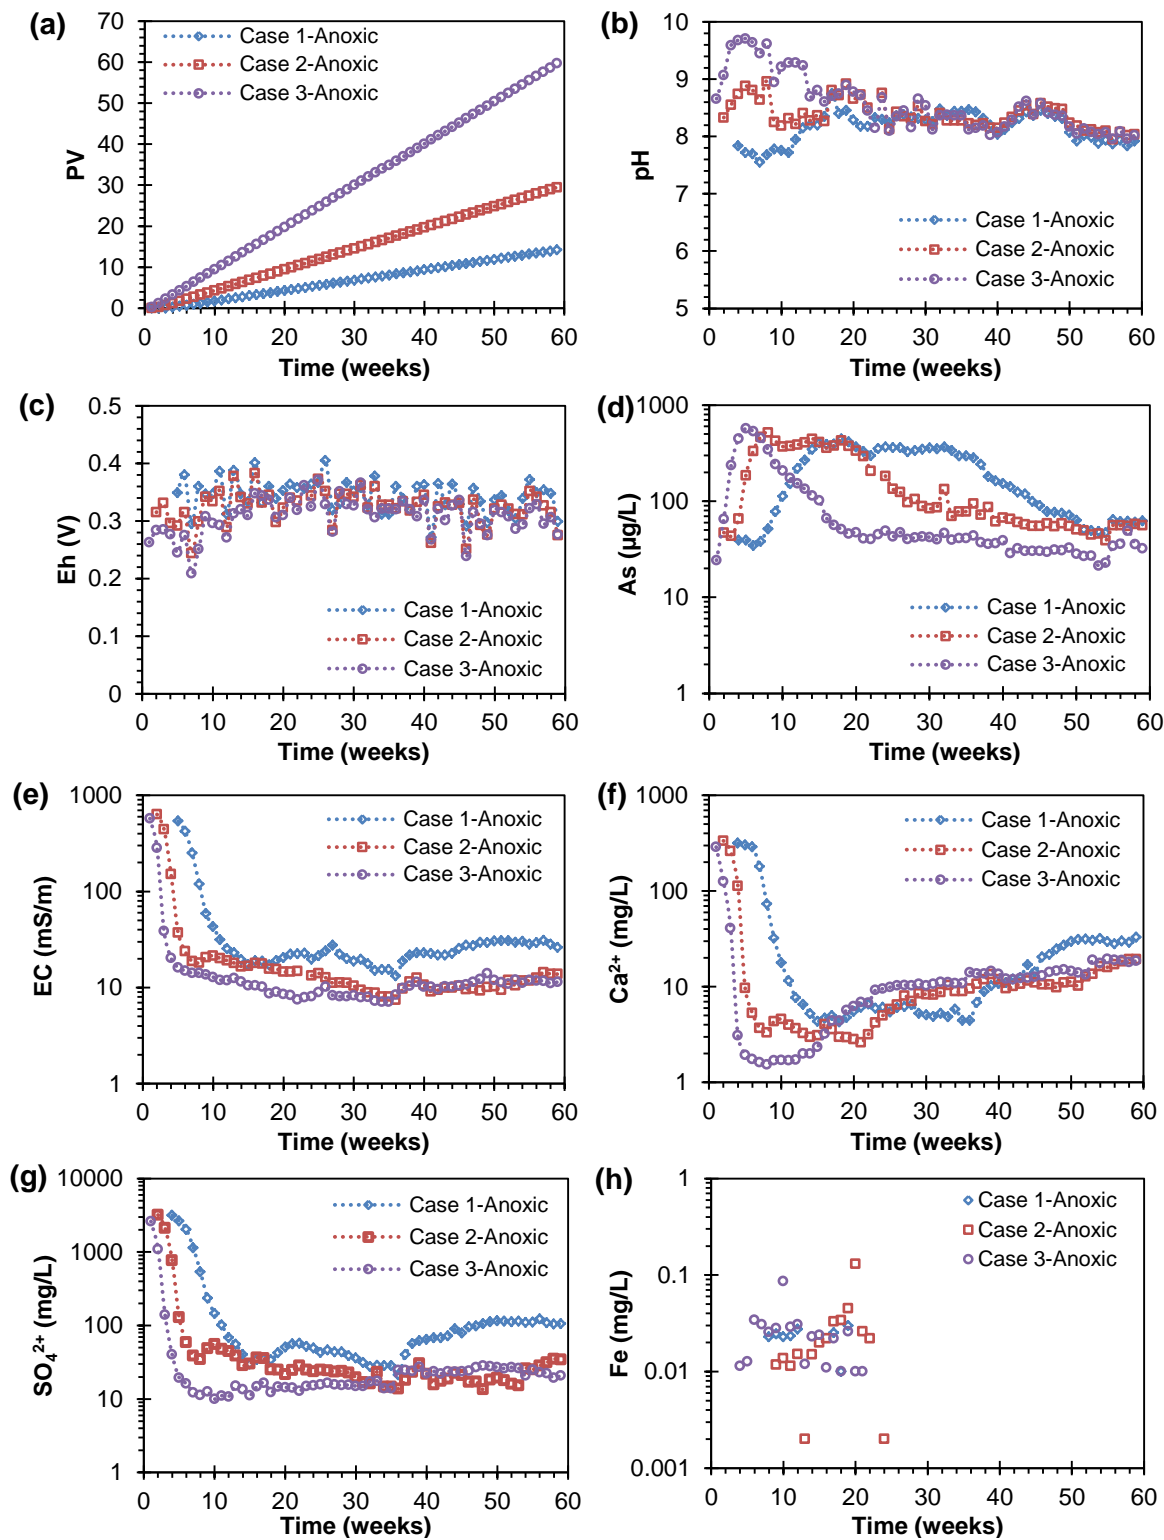 (a)
70
60
50
40
30
20
10
0
PV
Case 1-Anoxic
Case 2-Anoxic
Case 3-Anoxic
0 10 20 30 40 50 60
Time (weeks)
(b)
10
9
8
7
6
5
pH
Case 1-Anoxic
Case 2-Anoxic
Case 3-Anoxic
0 10 20 30 40 50 60
Time (weeks)
(c)
0.5
0.4
0.3
0.2
0.1
0
Eh (V)
Case 1-Anoxic
Case 2-Anoxic
Case 3-Anoxic
0 10 20 30 40 50 60
Time (weeks)
(d)
1000
100
10
1
As (µg/L)
Case 1-Anoxic
Case 2-Anoxic
Case 3-Anoxic
0 10 20 30 40 50 60
Time (weeks)
(e)
1000
100
10
1
EC (mS/m)
Case 1-Anoxic
Case 2-Anoxic
Case 3-Anoxic
0 10 20 30 40 50 60
Time (weeks)
(f)
1000
100
10
1
Ca²⁺ (mg/L)
Case 1-Anoxic
Case 2-Anoxic
Case 3-Anoxic
0 10 20 30 40 50 60
Time (weeks)
(g)
10000
1000
100
10
1
SO₄²⁺ (mg/L)
Case 1-Anoxic
Case 2-Anoxic
Case 3-Anoxic
0 10 20 30 40 50 60
Time (weeks)
(h)
1
0.1
0.01
0.001
Fe (mg/L)
Case 1-Anoxic
Case 2-Anoxic
Case 3-Anoxic
0 10 20 30 40 50 60
Time (weeks)